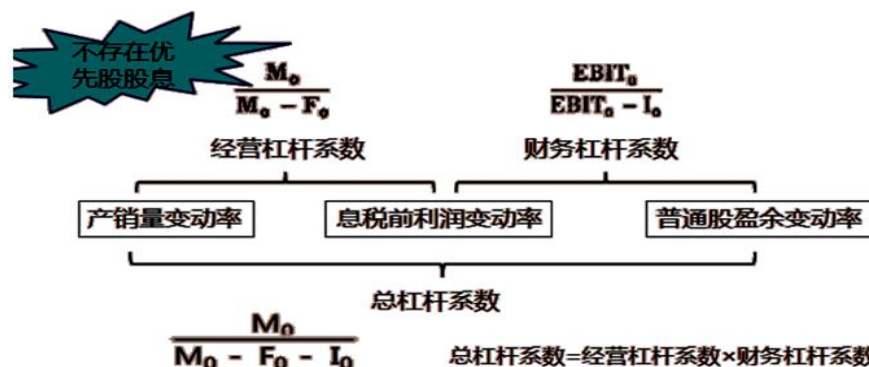 不存在优
先股股息
M₀
M₀ - F₀
EBIT₀
EBIT₀ - I₀
经营杠杆系数
财务杠杆系数
产销量变动率
息税前利润变动率
普通股盈余变动率
总杠杆系数
M₀
M₀ - F₀ - I₀
总杠杆系数=经营杠杆系数×财务杠杆系数